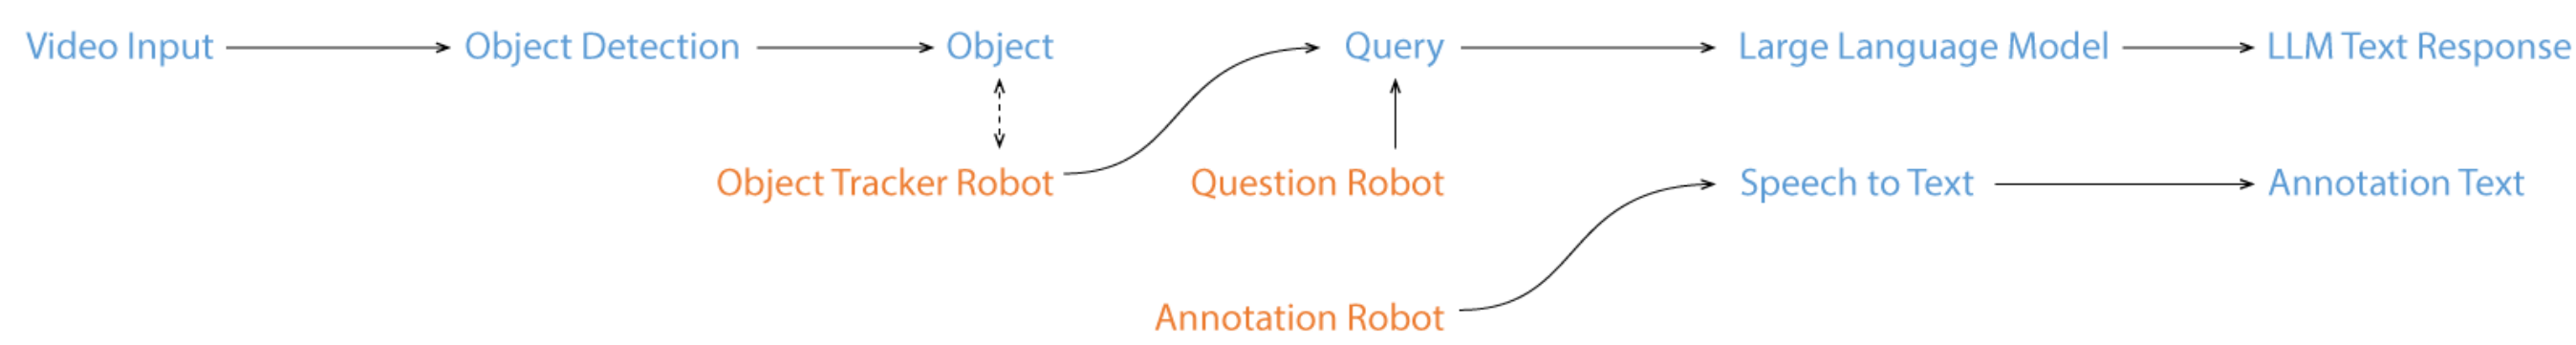 Video Input
Object Detection
Object
Query
Large Language Model
LLM Text Response
Object Tracker Robot
Question Robot
Speech to Text
Annotation Text
Annotation Robot